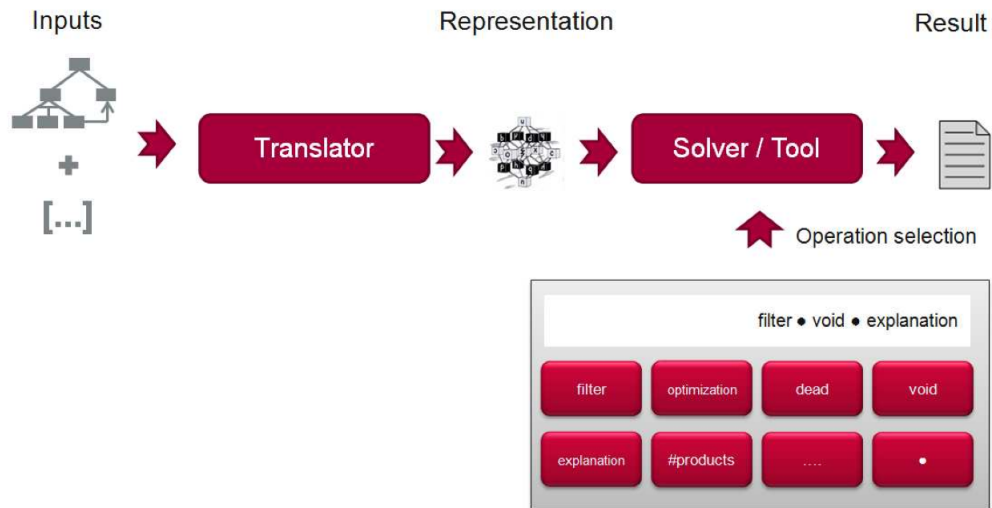 Inputs
Representation
Result
+
[...]
Translator
Solver / Tool
Operation selection
filter ● void ● explanation
filter
optimization
dead
void
explanation
#products
....
●